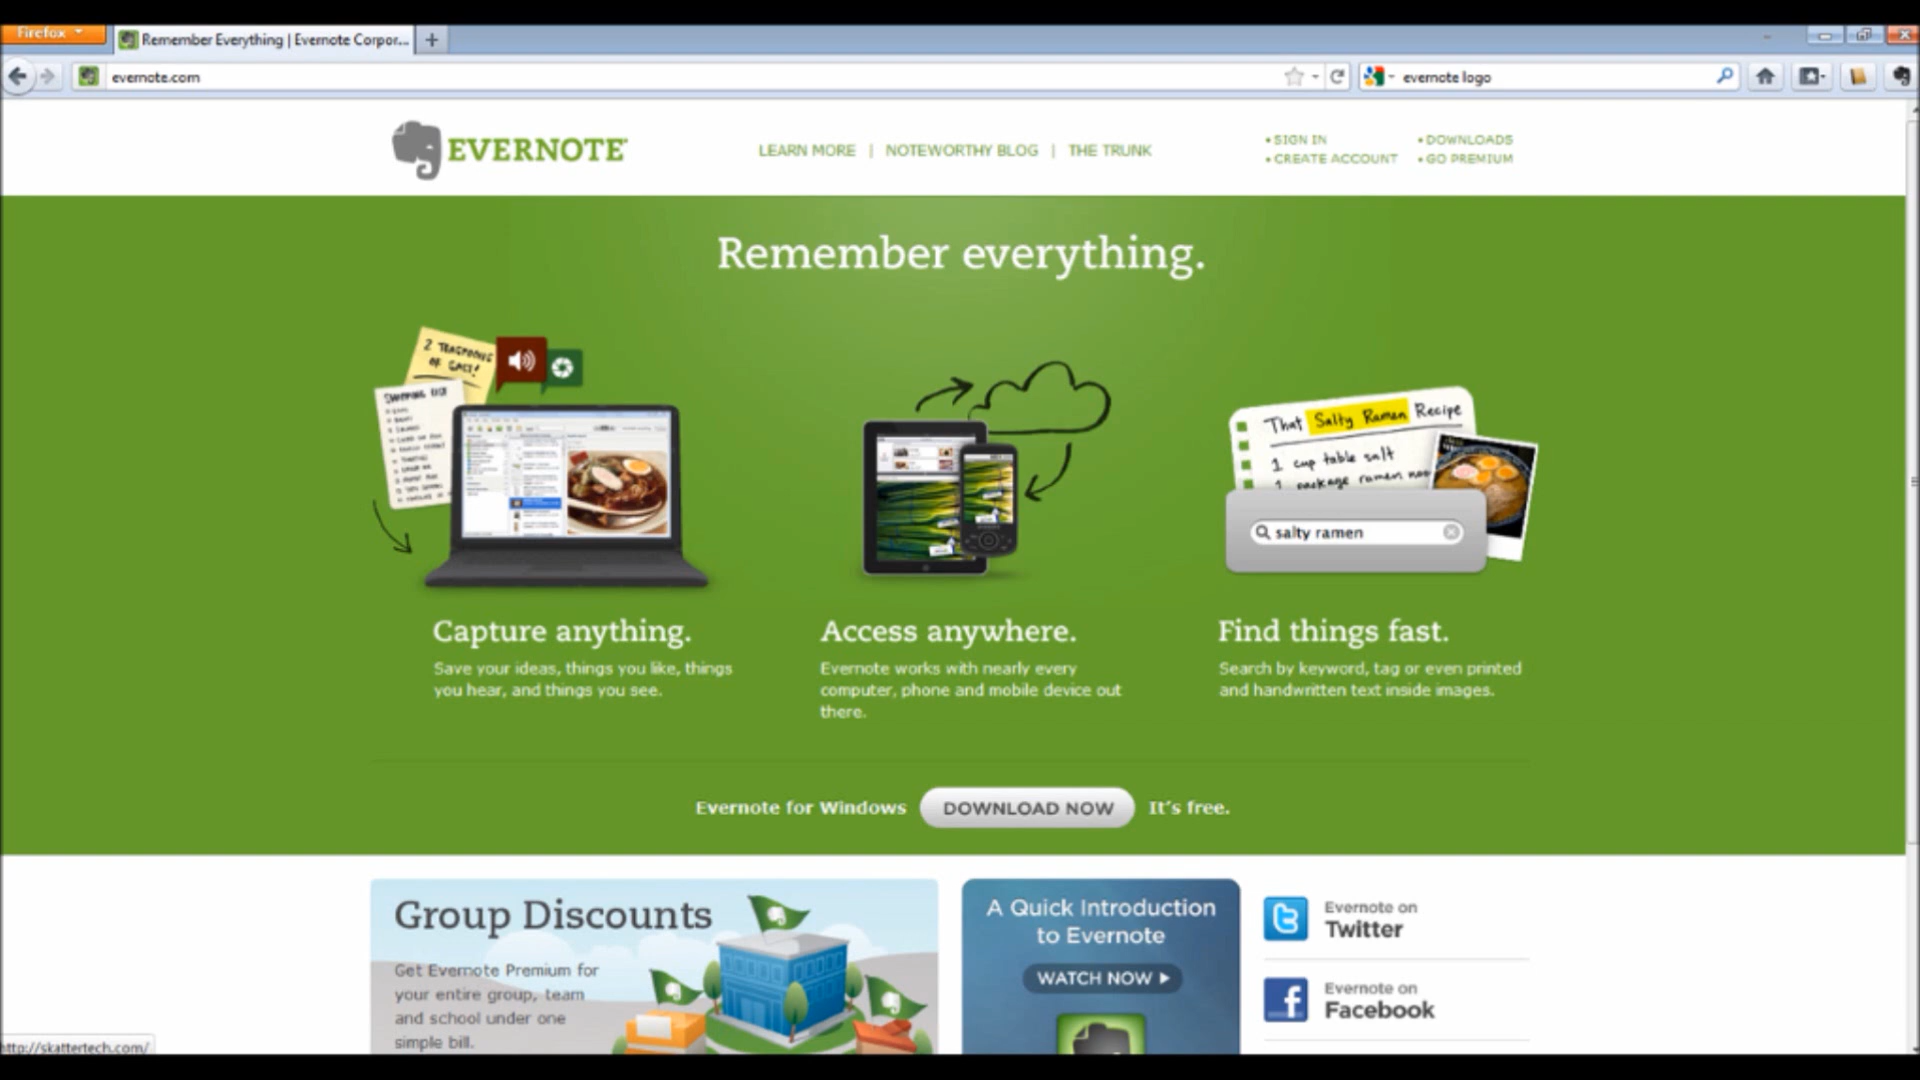 Firefox
Remember Everything | Evernote Corpor...
evernote.com
evernote logo
EVERNOTE
LEARN MORE | NOTEWORTHY BLOG | THE TRUNK
• SIGN IN
• DOWNLOADS
• CREATE ACCOUNT
• GO PREMIUM
Remember everything.
2 TEASPOONS
OF
SHOPPING LIST
That Salty Ramen Recipe
1 cup table salt
1 package ramen noo
salty ramen
Capture anything.
Save your ideas, things you like, things
you hear, and things you see.
Access anywhere.
Evernote works with nearly every
computer, phone and mobile device out
there.
Find things fast.
Search by keyword, tag or even printed
and handwritten text inside images.
Evernote for Windows
DOWNLOAD NOW
It's free.
Group Discounts
Get Evernote Premium for
your entire group, team
and school under one
simple bill.
A Quick Introduction
to Evernote
WATCH NOW
Evernote on
Twitter
Evernote on
Facebook
http://skattertech.com/